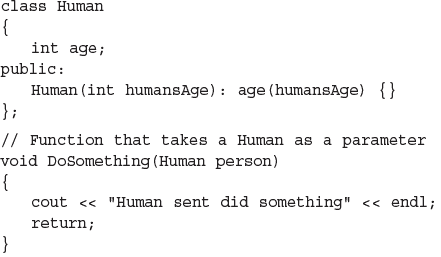 class Human
{
    int age;
public:
    Human(int humansAge): age(humansAge) {}
};
// Function that takes a Human as a parameter
void DoSomething(Human person)
{
    cout << "Human sent did something" << endl;
    return;
}